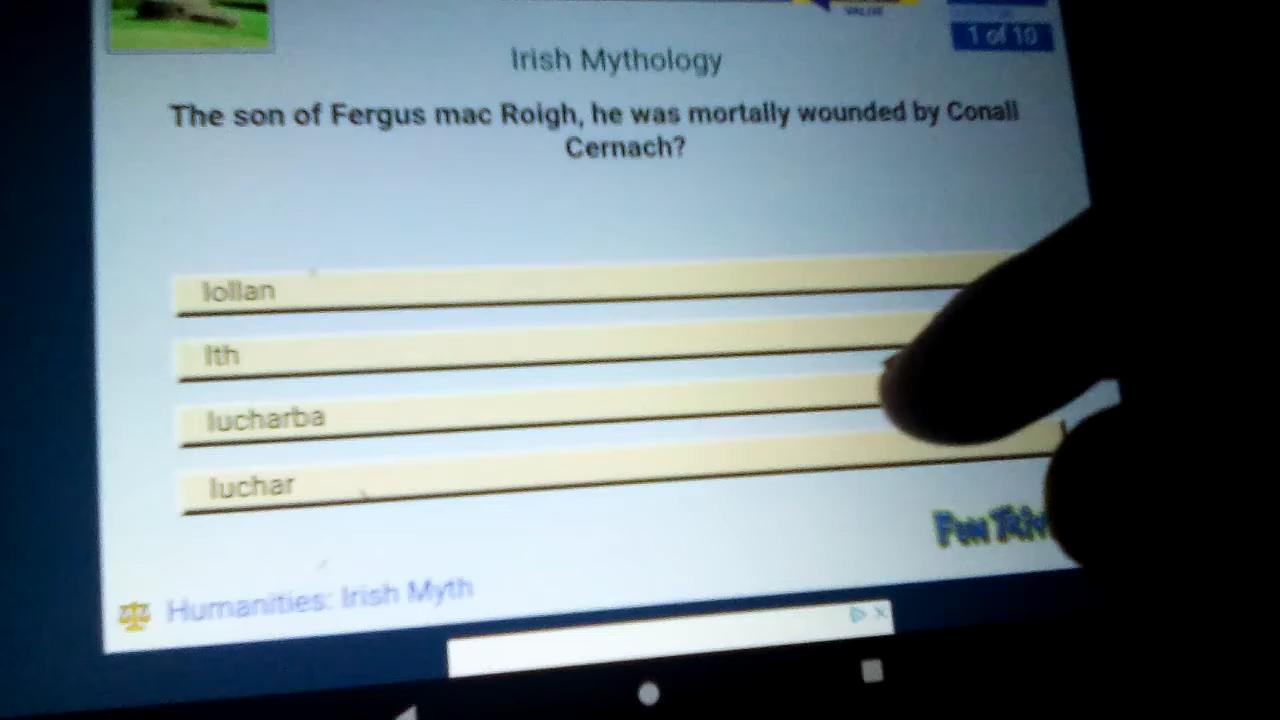 VALUE
1 of 10
Irish Mythology
The son of Fergus mac Roigh, he was mortally wounded by Conall
Cernach?
Iollan
Ith
Iucharba
Iuchar
FUN TRIV
Humanities: Irish Myth